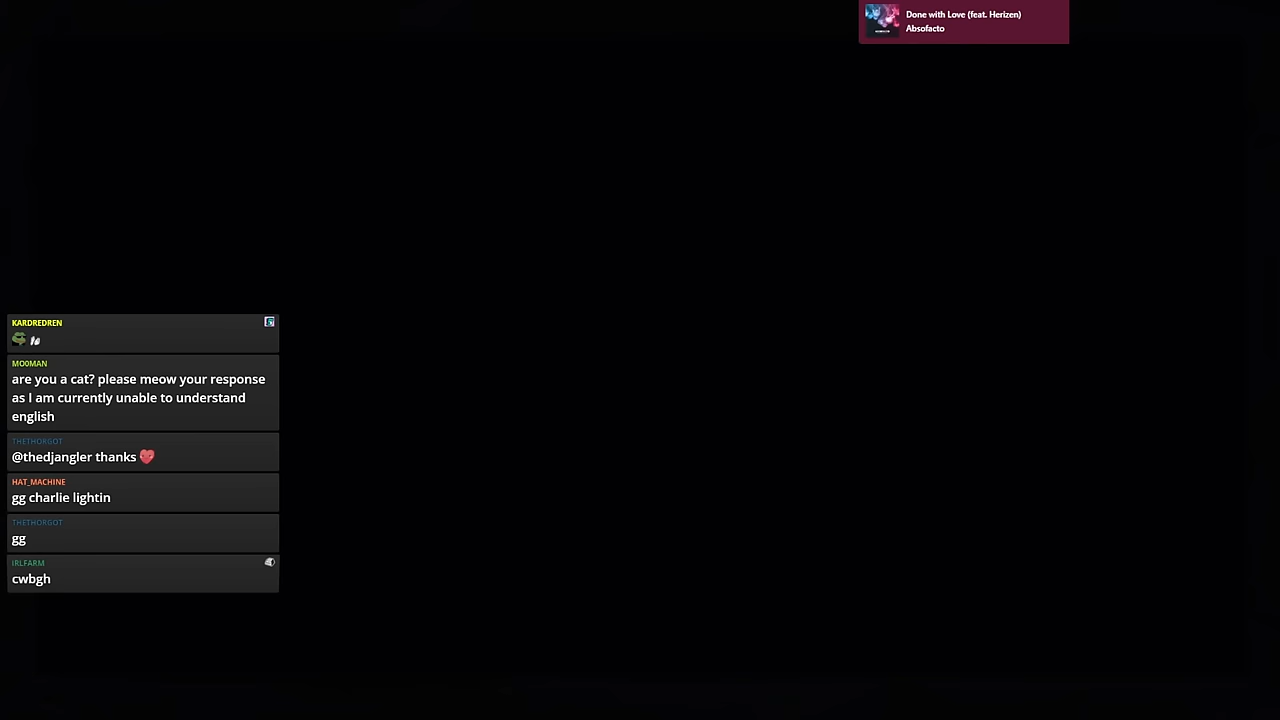 Done with Love (feat. Herizen)
Absofacto
KARDREDREN
MO0MAN
are you a cat? please meow your response
as I am currently unable to understand
english
THETHORGOT
@thedjangler thanks
HAT_MACHINE
gg charlie lightin
THETHORGOT
gg
IRLFARM
cwbgh